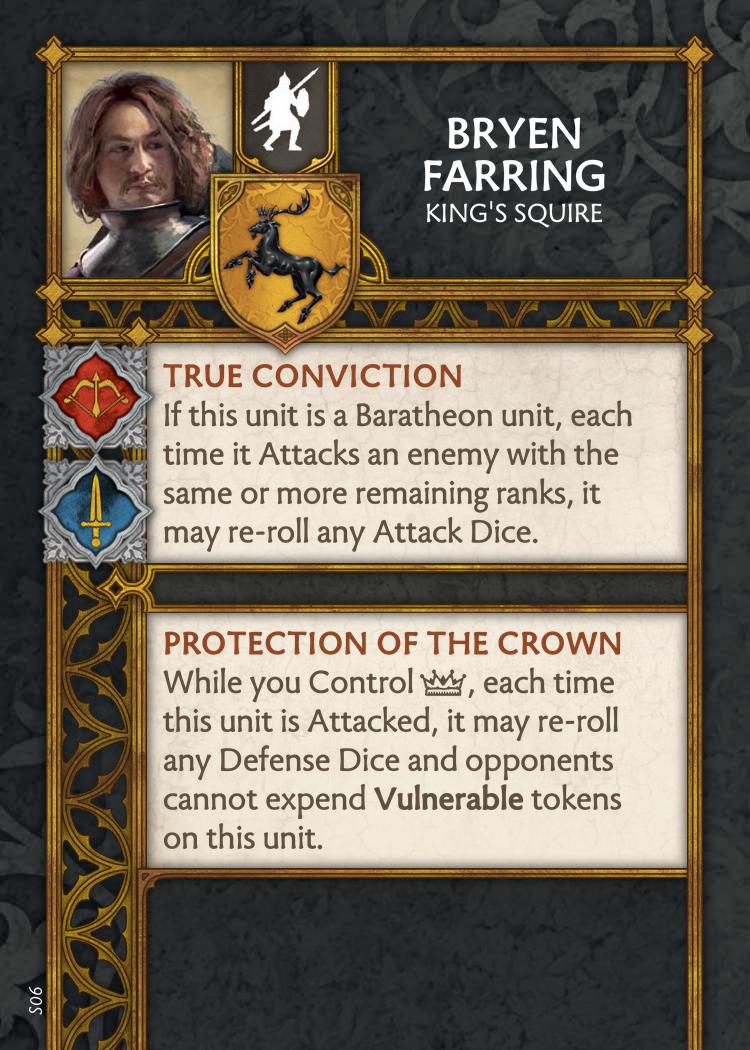 BRYEN
FARRING
KING'S SQUIRE
TRUE CONVICTION
If this unit is a Baratheon unit, each
time it Attacks an enemy with the
same or more remaining ranks, it
may re-roll any Attack Dice.
PROTECTION OF THE CROWN
While you Control , each time
this unit is Attacked, it may re-roll
any Defense Dice and opponents
cannot expend Vulnerable tokens
on this unit.
S06